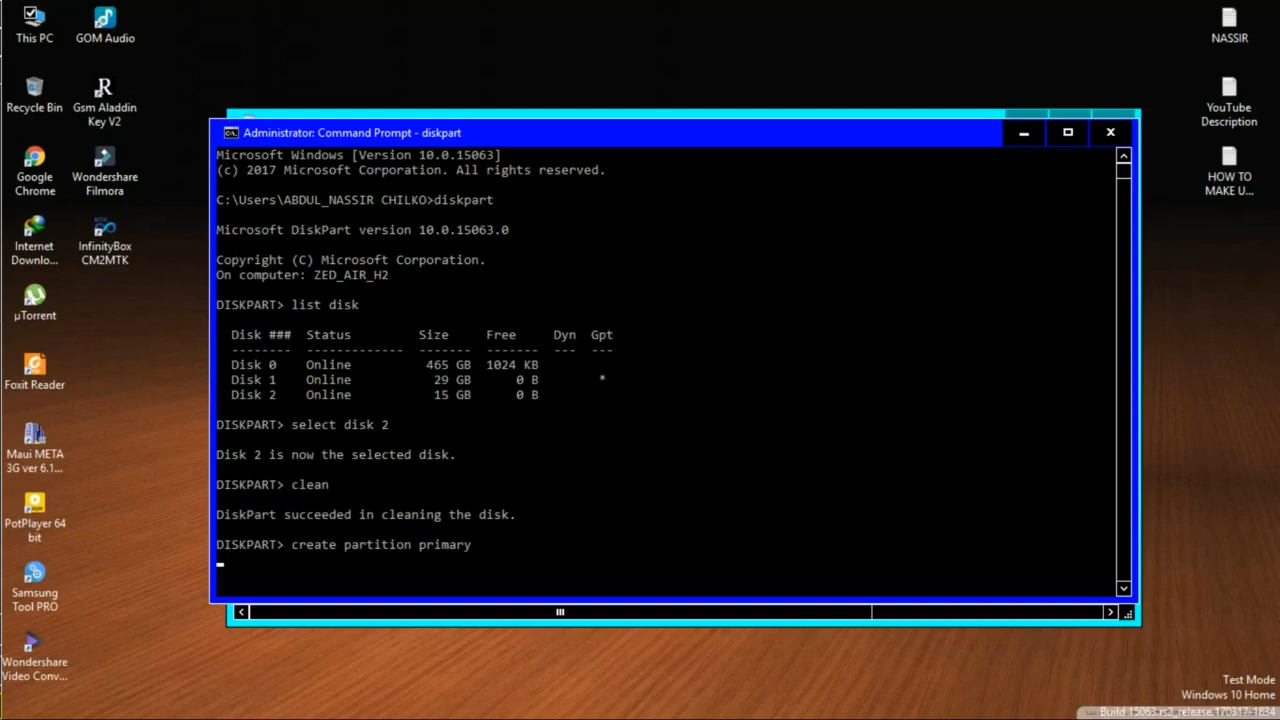 This PC
GOM Audio
Recycle Bin
Gsm Aladdin
Key V2
Google
Chrome
Wondershare
Filmora
Internet
Downlo...
InfinityBox
CM2MTK
µTorrent
Foxit Reader
Maui META
3G ver 6.1...
PotPlayer 64
bit
Samsung
Tool PRO
Wondershare
Video Conv...
Administrator: Command Prompt - diskpart
Microsoft Windows [Version 10.0.15063]
(c) 2017 Microsoft Corporation. All rights reserved.
C:\Users\ABDUL_NASSIR CHILKO>diskpart
Microsoft DiskPart version 10.0.15063.0
Copyright (C) Microsoft Corporation.
On computer: ZED_AIR_H2
DISKPART> list disk
Disk ### Status Size Free Dyn Gpt
-------- ------------- ------- ------- --- ---
Disk 0 Online 465 GB 1024 KB
Disk 1 Online 29 GB 0 B *
Disk 2 Online 15 GB 0 B
DISKPART> select disk 2
Disk 2 is now the selected disk.
DISKPART> clean
DiskPart succeeded in cleaning the disk.
DISKPART> create partition primary
NASSIR
YouTube
Description
HOW TO
MAKE U...
Test Mode
Windows 10 Home
Build 15063.rs2_release.170317-1834